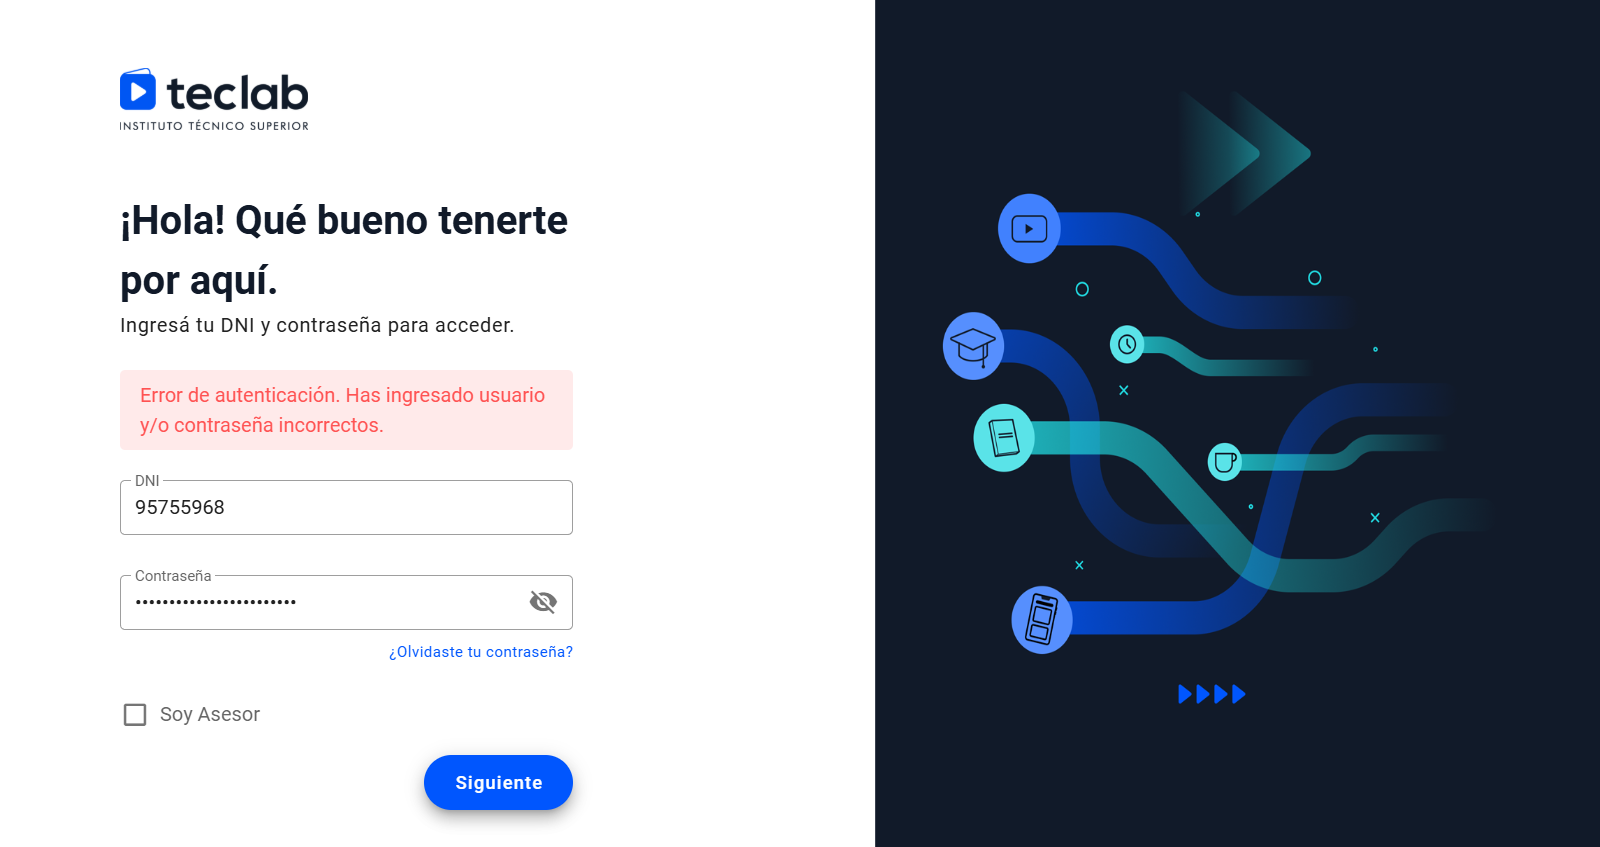 teclab
INSTITUTO TÉCNICO SUPERIOR
¡Hola! Qué bueno tenerte
por aquí.
Ingresá tu DNI y contraseña para acceder.
Error de autenticación. Has ingresado usuario
y/o contraseña incorrectos.
DNI
95755968
Contraseña
••••••••••••••••••••••••
¿Olvidaste tu contraseña?
Soy Asesor
Siguiente